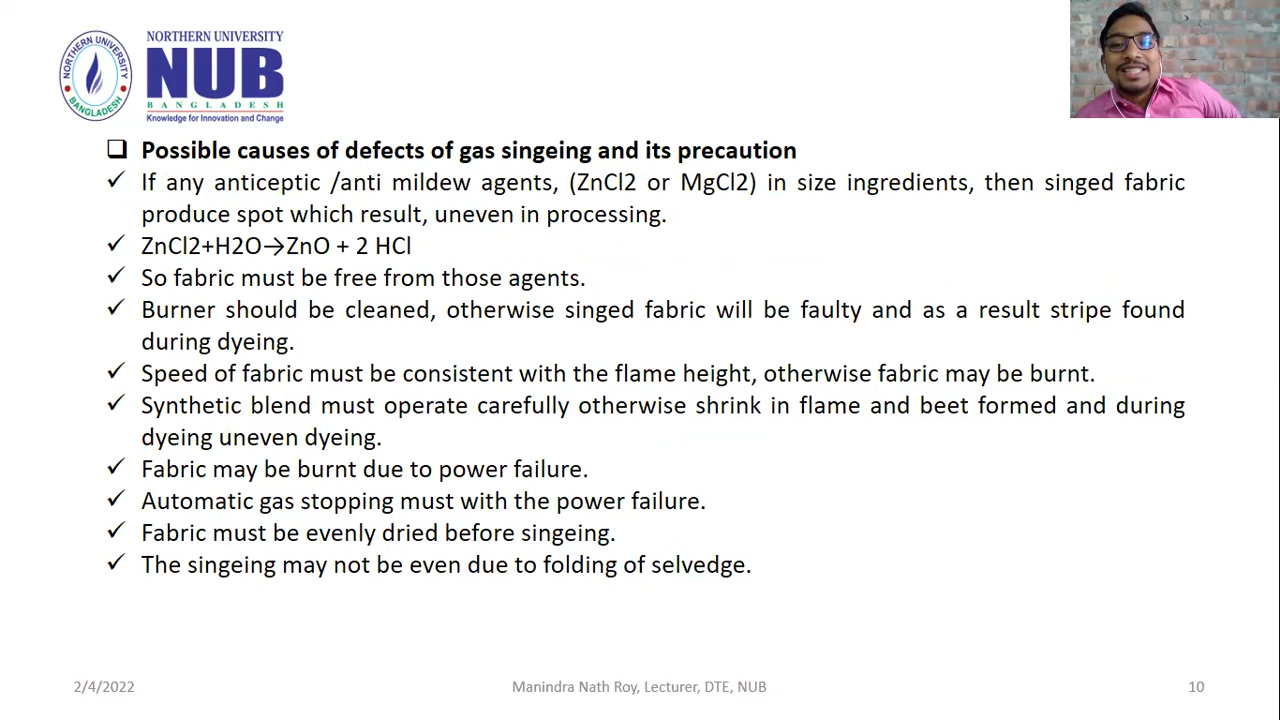 NORTHERN UNIVERSITY
BANGLADESH
NORTHERN UNIVERSITY
NUB
BANGLADESH
Knowledge for Innovation and Change
Possible causes of defects of gas singeing and its precaution
If any anticeptic /anti mildew agents, (ZnCl2 or MgCl2) in size ingredients, then singed fabric
produce spot which result, uneven in processing.
ZnCl2+H2O→ZnO + 2 HCl
So fabric must be free from those agents.
Burner should be cleaned, otherwise singed fabric will be faulty and as a result stripe found
during dyeing.
Speed of fabric must be consistent with the flame height, otherwise fabric may be burnt.
Synthetic blend must operate carefully otherwise shrink in flame and beet formed and during
dyeing uneven dyeing.
Fabric may be burnt due to power failure.
Automatic gas stopping must with the power failure.
Fabric must be evenly dried before singeing.
The singeing may not be even due to folding of selvedge.
2/4/2022
Manindra Nath Roy, Lecturer, DTE, NUB
10